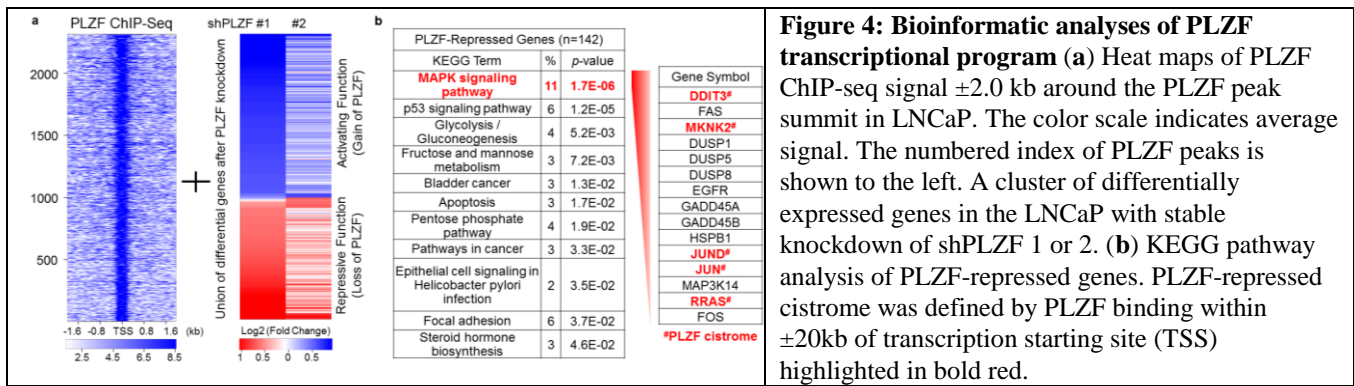 a
PLZF ChIP-Seq
shPLZF #1 #2
2000
1500
1000
500
-1.6 -0.8 TSS 0.8 1.6 (kb)
2.5 4.5 6.5 8.5
+
Union of differential genes after PLZF knockdown
Activating Function
(Gain of PLZF)
Repressive Function
(Loss of PLZF)
Log2 (Fold Change)
1 0.5 0.5
b
PLZF-Repressed Genes (n=142)
KEGG Term % p-value
MAPK signaling pathway 11 1.7E-06
p53 signaling pathway 6 1.2E-05
Glycolysis / Gluconeogenesis 4 5.2E-03
Fructose and mannose metabolism 3 7.2E-03
Bladder cancer 3 1.3E-02
Apoptosis 3 1.7E-02
Pentose phosphate pathway 4 1.9E-02
Pathways in cancer 3 3.3E-02
Epithelial cell signaling in Helicobacter pylori infection 2 3.5E-02
Focal adhesion 6 3.7E-02
Steroid hormone biosynthesis 3 4.6E-02
Gene Symbol
DDIT3#
FAS
MKNK2#
DUSP1
DUSP5
DUSP8
EGFR
GADD45A
GADD45B
HSPB1
JUND#
JUN#
MAP3K14
RRAS#
FOS
#PLZF cistrome
Figure 4: Bioinformatic analyses of PLZF
transcriptional program (a) Heat maps of PLZF
ChIP-seq signal ±2.0 kb around the PLZF peak
summit in LNCaP. The color scale indicates average
signal. The numbered index of PLZF peaks is
shown to the left. A cluster of differentially
expressed genes in the LNCaP with stable
knockdown of shPLZF 1 or 2. (b) KEGG pathway
analysis of PLZF-repressed genes. PLZF-repressed
cistrome was defined by PLZF binding within
±20kb of transcription starting site (TSS)
highlighted in bold red.